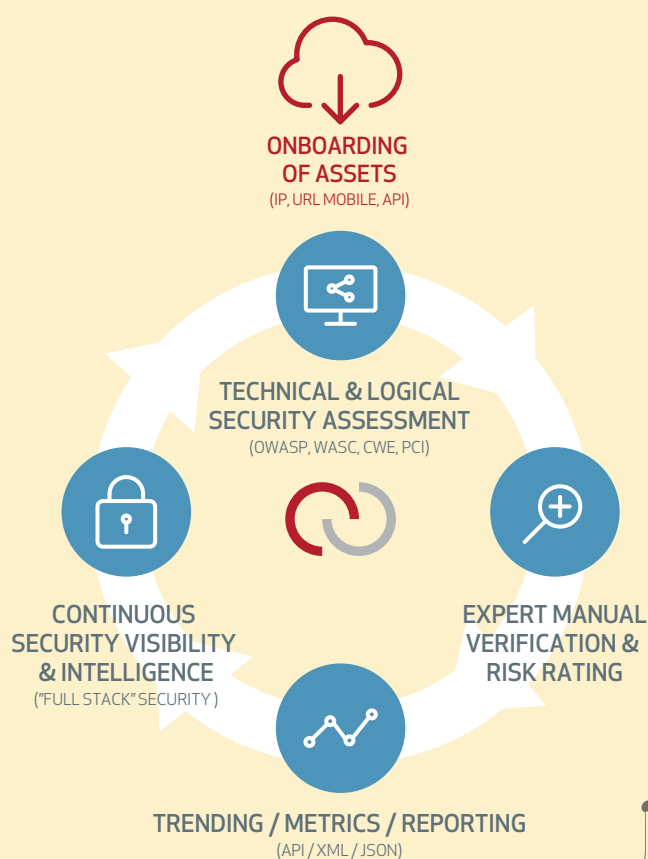 ONBOARDING
OF ASSETS
(IP, URL MOBILE, API)
TECHNICAL & LOGICAL
SECURITY ASSESSMENT
(OWASP, WASC, CWE, PCI)
EXPERT MANUAL
VERIFICATION &
RISK RATING
TRENDING / METRICS / REPORTING
(API / XML / JSON)
CONTINUOUS
SECURITY VISIBILITY
& INTELLIGENCE
("FULL STACK" SECURITY )